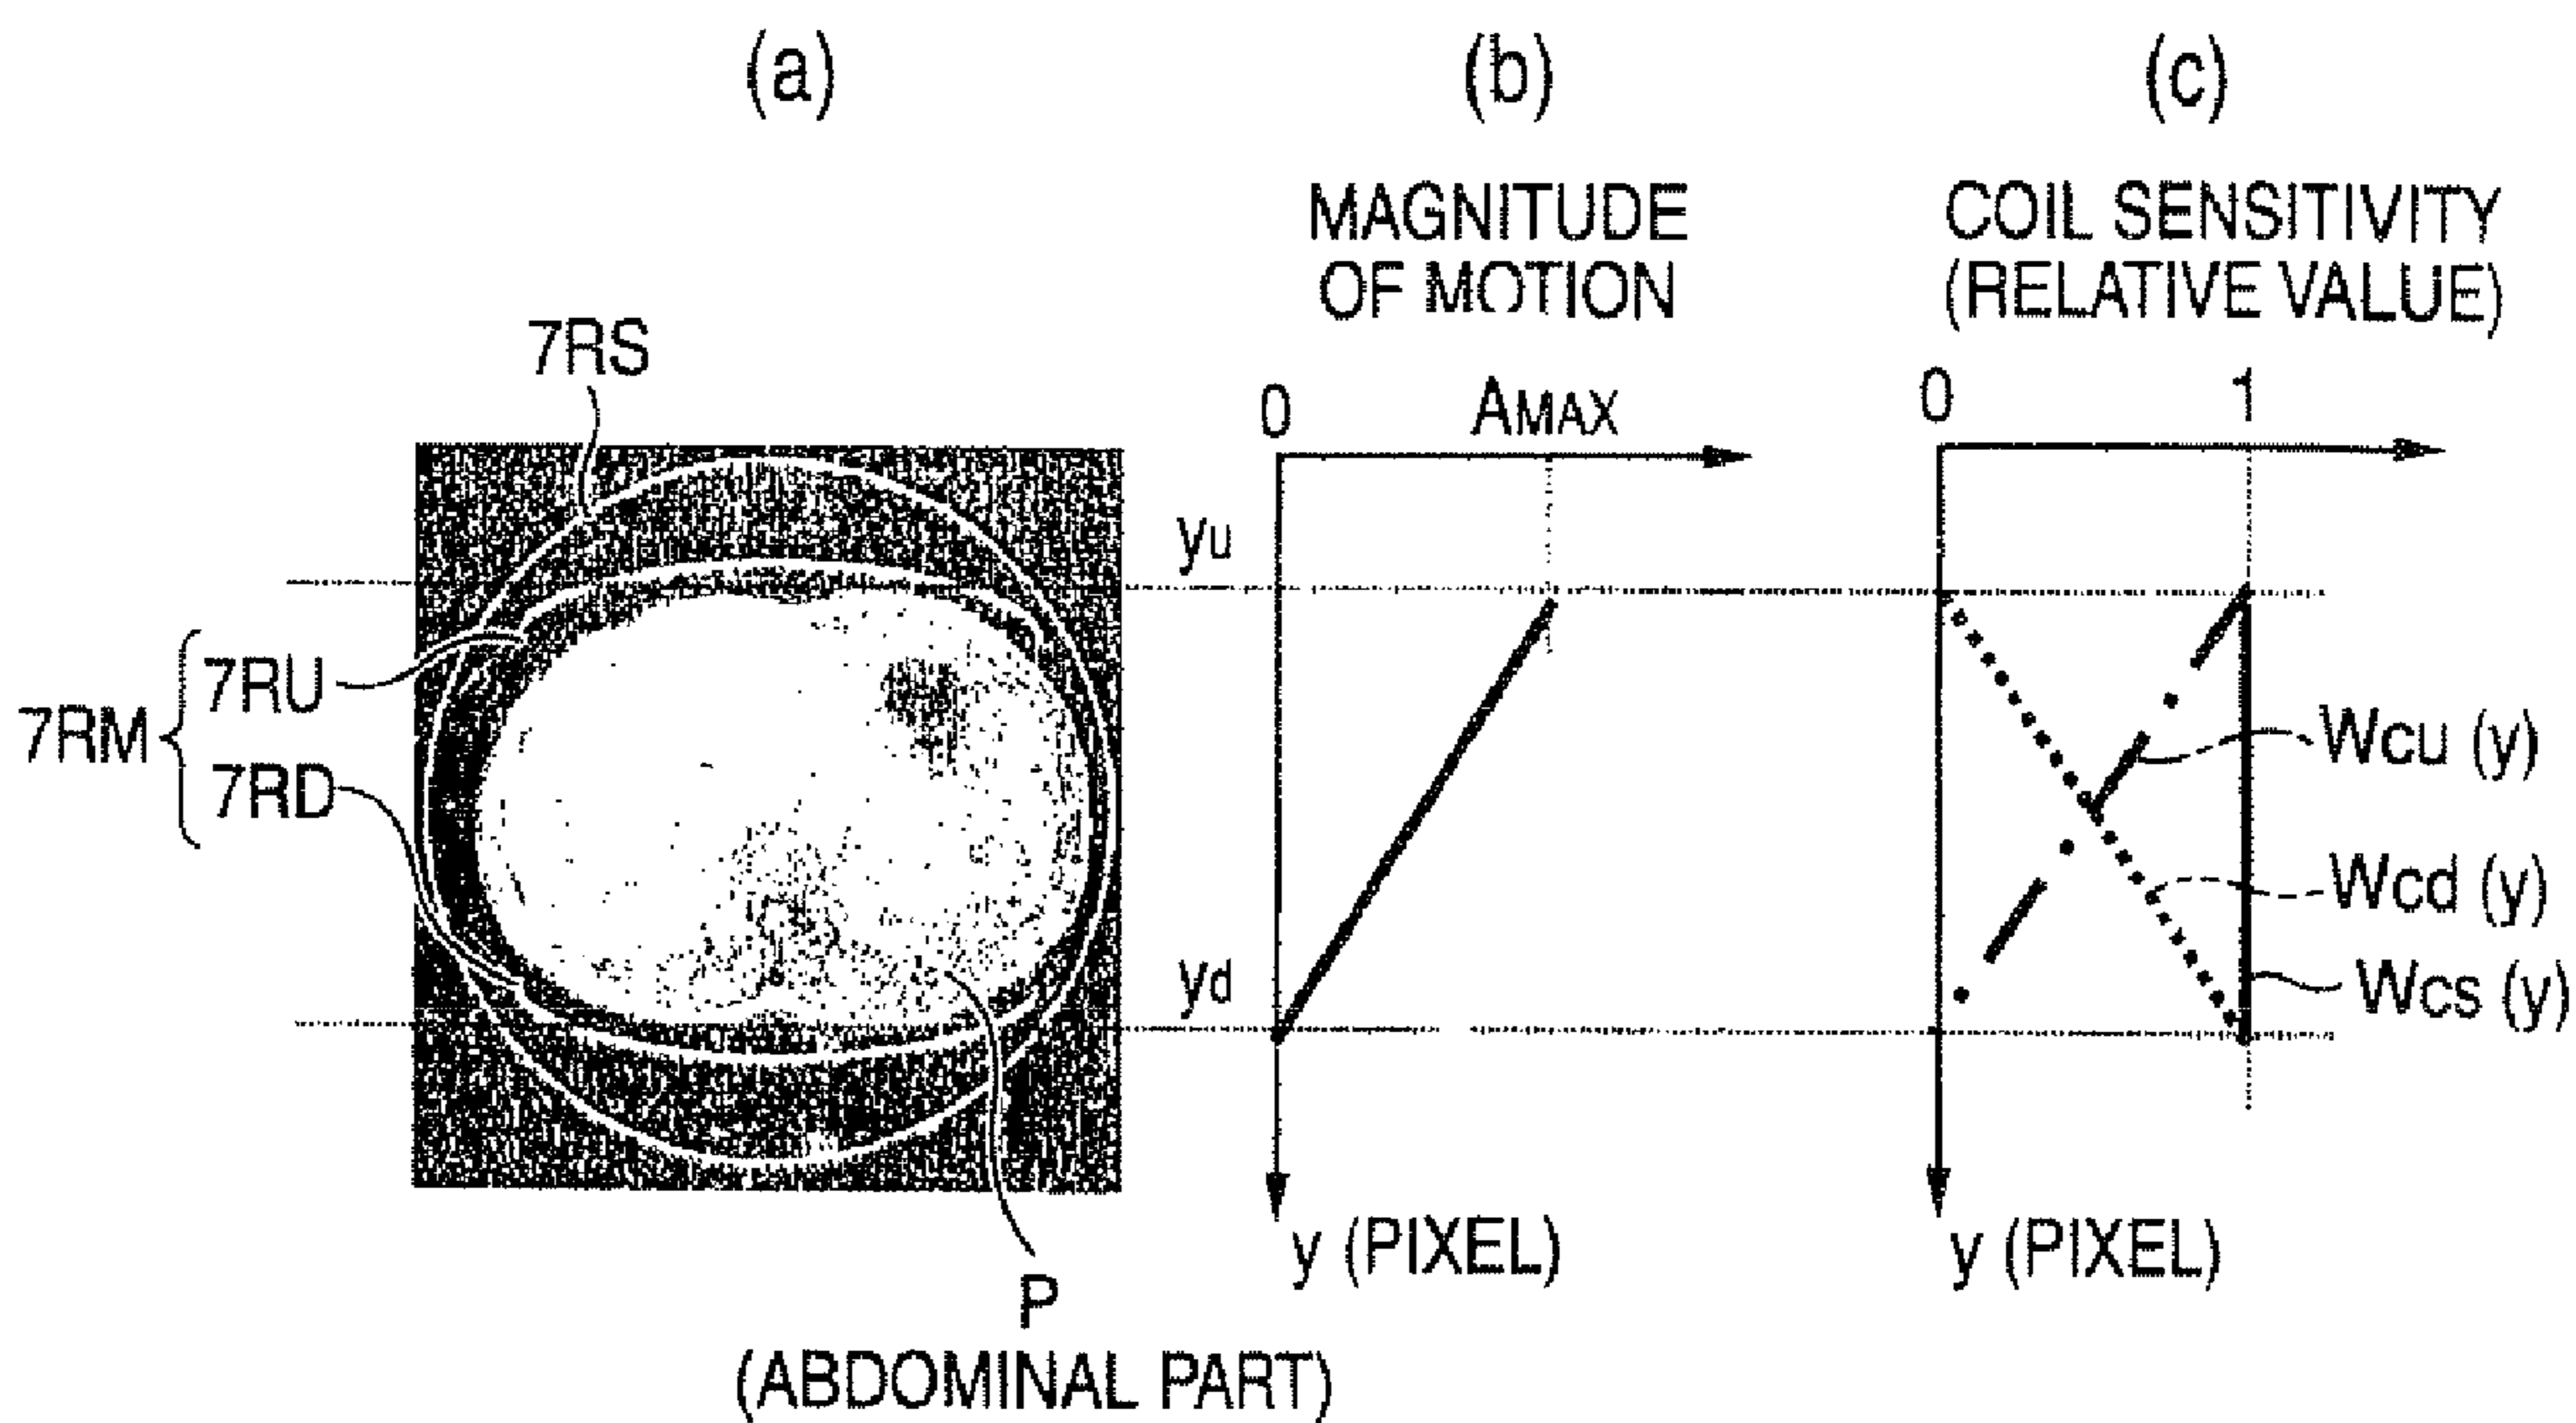 (a)
(b)
(c)
MAGNITUDE
OF MOTION
COIL SENSITIVITY
(RELATIVE VALUE)
7RS
0
AMAX
0
1
yu
7RM
7RU
7RD
Wcu (y)
Wcd (y)
yd
Wcs (y)
y (PIXEL)
y (PIXEL)
P
(ABDOMINAL PART)